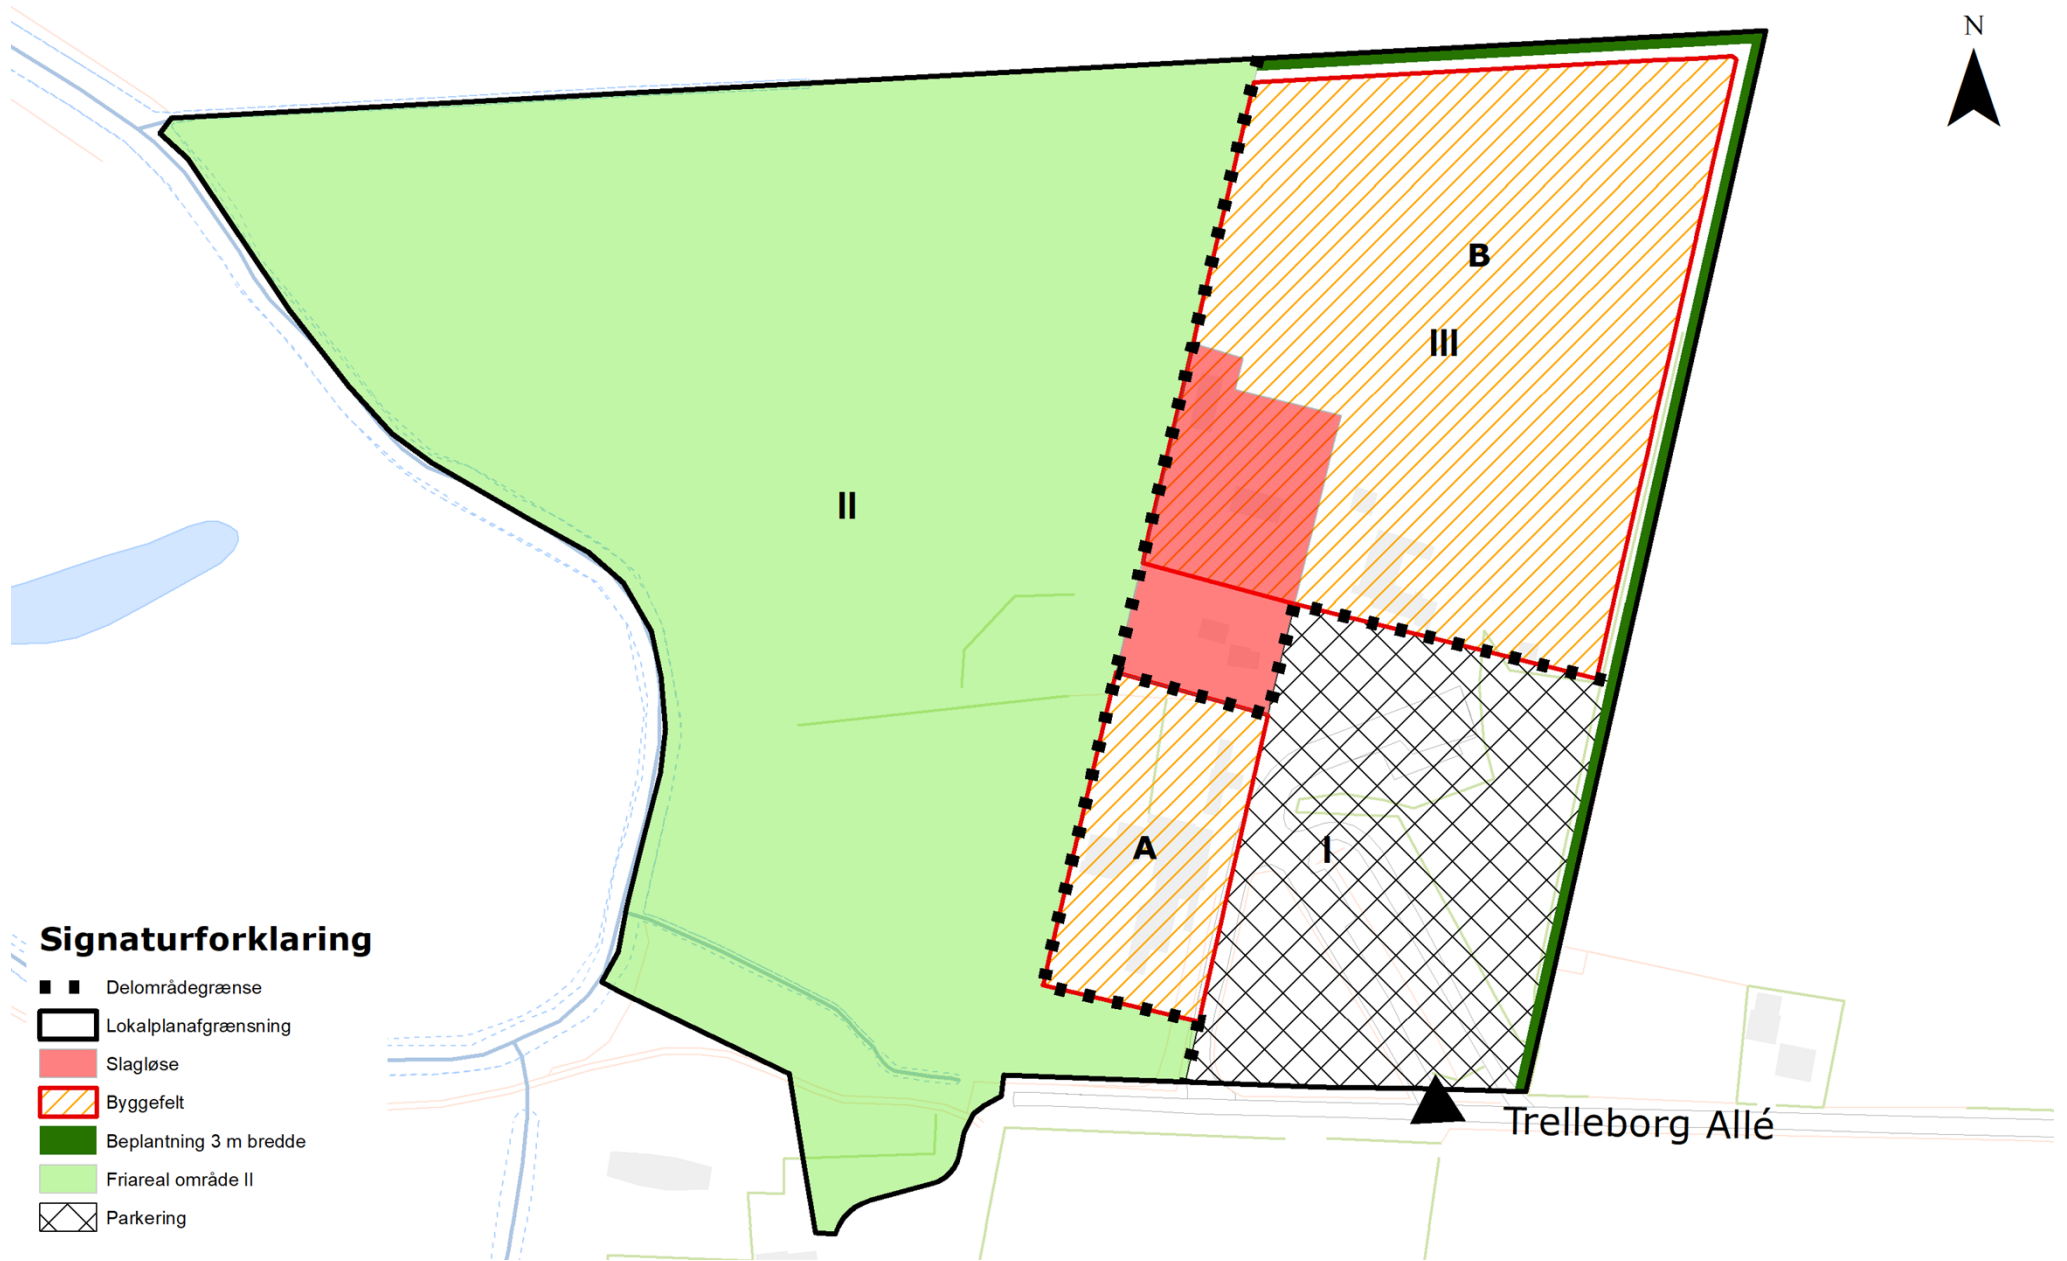 N
B
III
II
A
I
Trelleborg Allé
Signaturforklaring
Delområdegrænse
Lokalplanafgrænsning
Slagløse
Byggefelt
Beplantning 3 m bredde
Friareal område II
Parkering